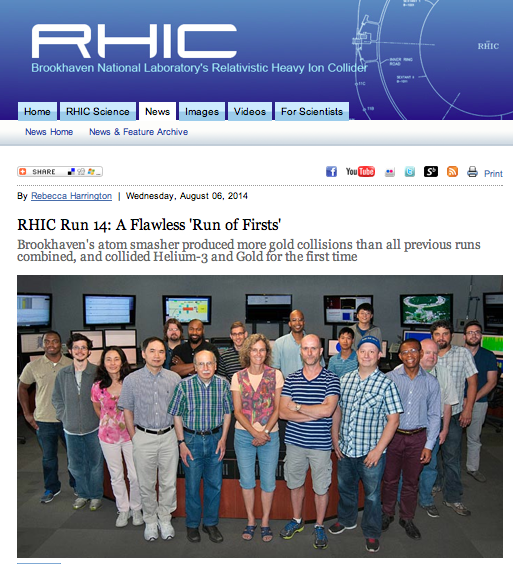 RHIC
Brookhaven National Laboratory's Relativistic Heavy Ion Collider
RHIC
Home RHIC Science News Images Videos For Scientists
News Home News & Feature Archive
SHARE
YouTube
Print
By Rebecca Harrington | Wednesday, August 06, 2014
RHIC Run 14: A Flawless 'Run of Firsts'
Brookhaven's atom smasher produced more gold collisions than all previous runs
combined, and collided Helium-3 and Gold for the first time